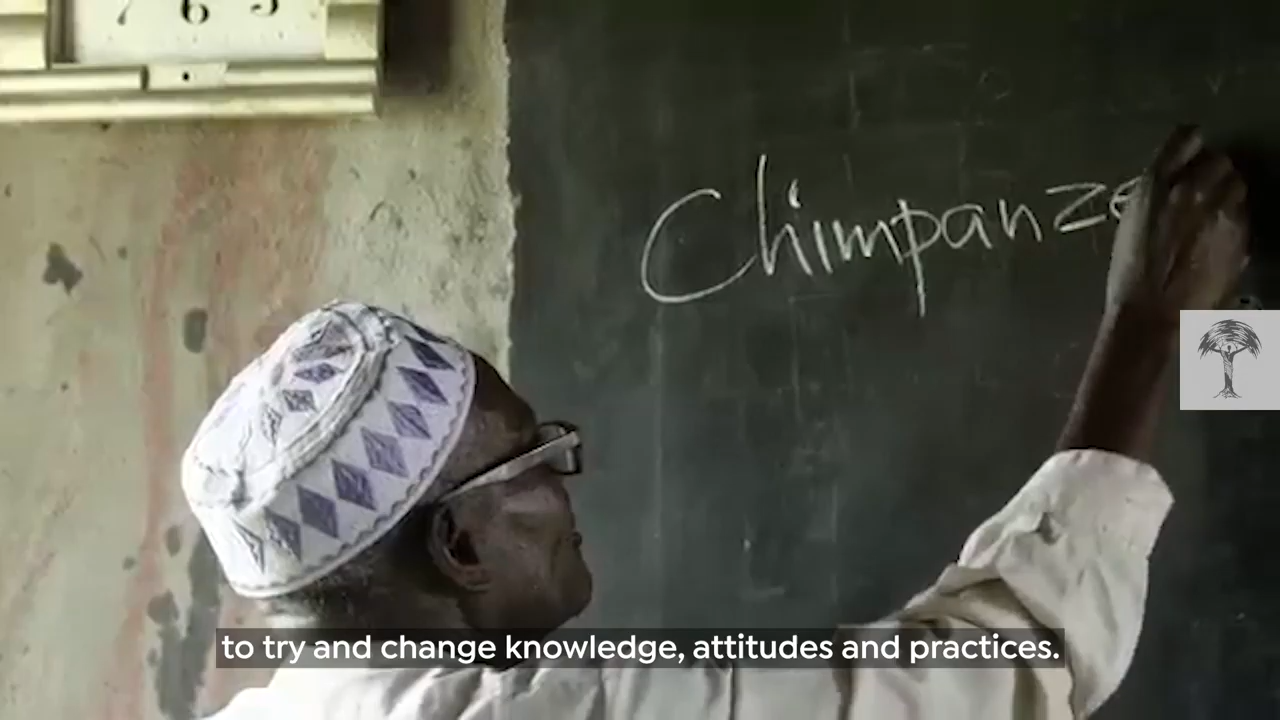 7 6 5
Chimpanze
to try and change knowledge, attitudes and practices.